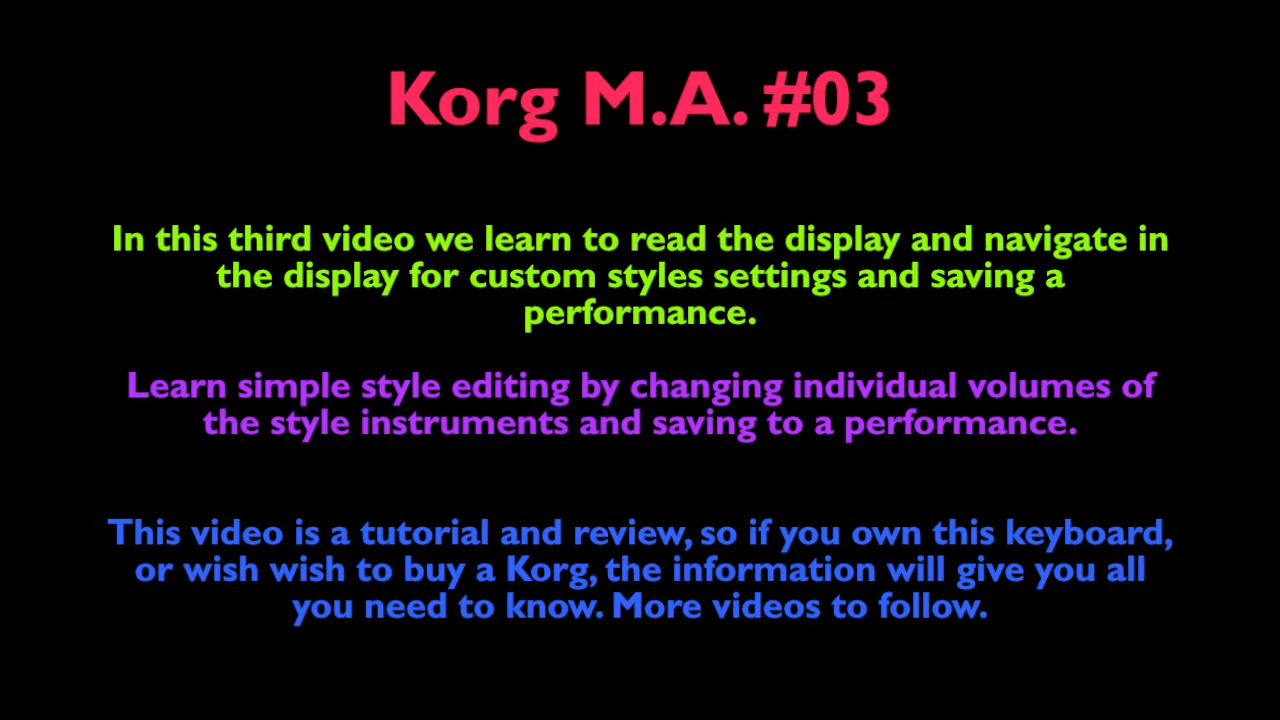 Korg M.A. #03
In this third video we learn to read the display and navigate in
the display for custom styles settings and saving a
performance.
Learn simple style editing by changing individual volumes of
the style instruments and saving to a performance.
This video is a tutorial and review, so if you own this keyboard,
or wish wish to buy a Korg, the information will give you all
you need to know. More videos to follow.